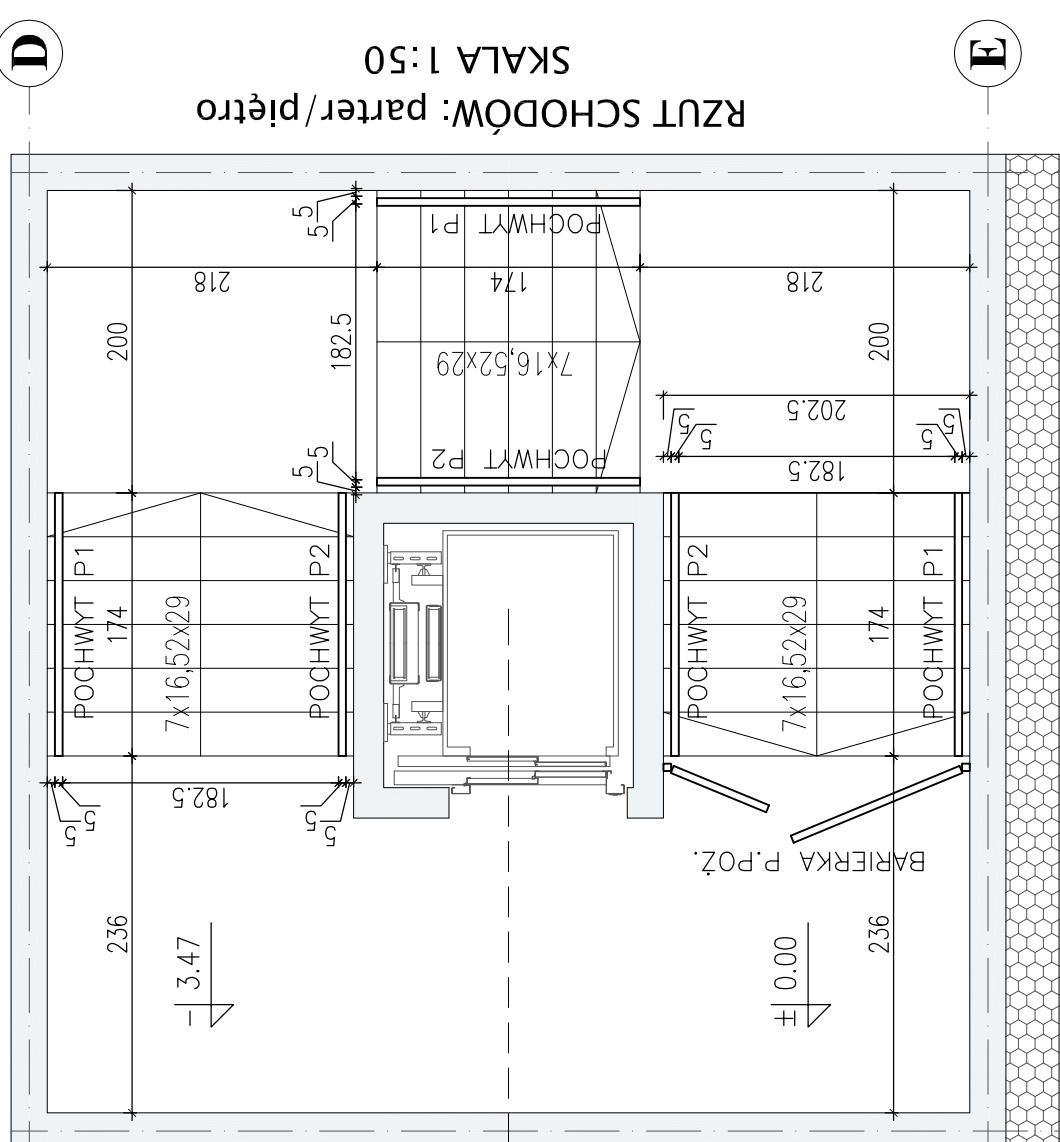 D
E
SKALA 1:50
RZUT SCHODÓW: parter/piętro
5
5
POCHWYT P1
218
174
218
200
182.5
200
7x16,52x29
202.5
5
5
5
5
POCHWYT P2
5
5
182.5
POCHWYT P1
174
7x16,52x29
POCHWYT P2
POCHWYT P2
7x16,52x29
174
POCHWYT P1
182.5
5
5
5
5
BARIERKA P.POŻ.
236
236
- 3.47
± 0.00